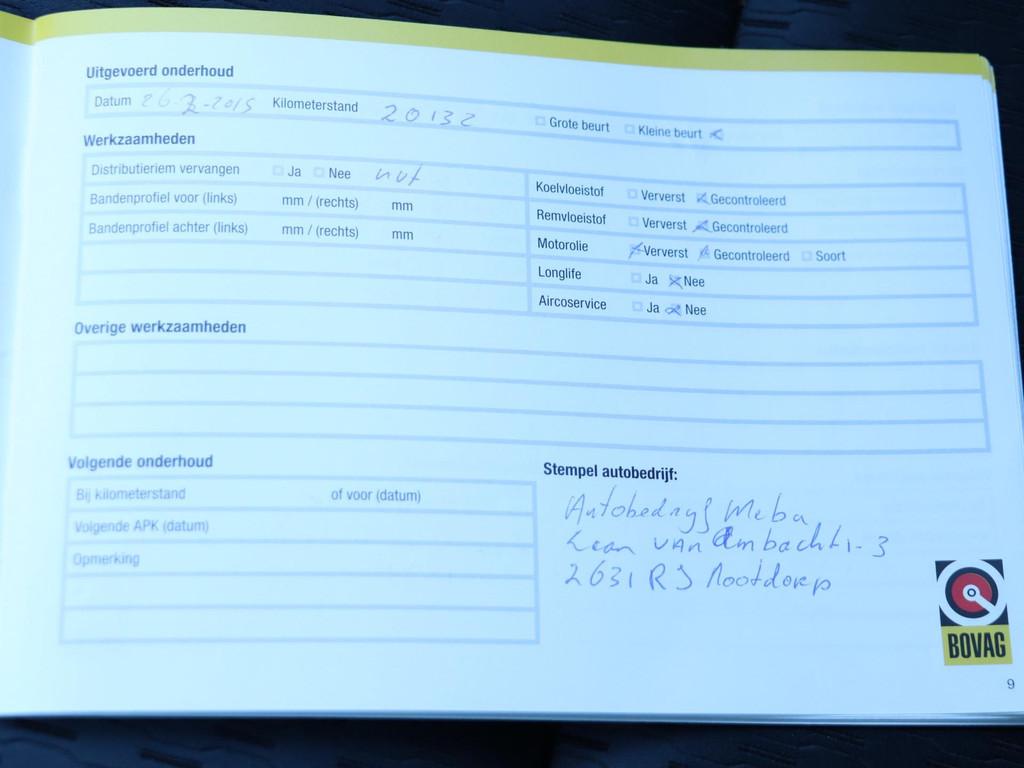 Uitgevoerd onderhoud
Datum 26-2-2015 Kilometerstand 20132 Grote beurt Kleine beurt
Werkzaamheden
Distributieriem vervangen Ja Nee nvt
Bandenprofiel voor (links) mm / (rechts) mm
Bandenprofiel achter (links) mm / (rechts) mm
Koelvloeistof Ververst Gecontroleerd
Remvloeistof Ververst Gecontroleerd
Motorolie Ververst Gecontroleerd Soort
Longlife Ja Nee
Aircoservice Ja Nee
Overige werkzaamheden
Volgende onderhoud
Bij kilometerstand of voor (datum)
Volgende APK (datum)
Opmerking
Stempel autobedrijf:
Autobedrijf Meba
Laan van Ambacht 1-3
2631 RJ Nootdorp
BOVAG
9